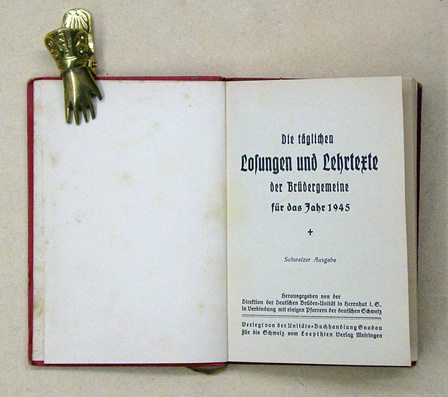 Die täglichen
Losungen und Lehrtexte
der Brüdergemeine
für das Jahr 1945
Schweizer Ausgabe
Herausgegeben von der
Direktion der Deutschen Brüder-Unität in Herrnhut i. S.
in Verbindung mit einigen Pfarrern der deutschen Schweiz
Verlegt von der Unitäts-Buchhandlung Gnadau
Für die Schweiz vom Loepthien Verlag Meiringen